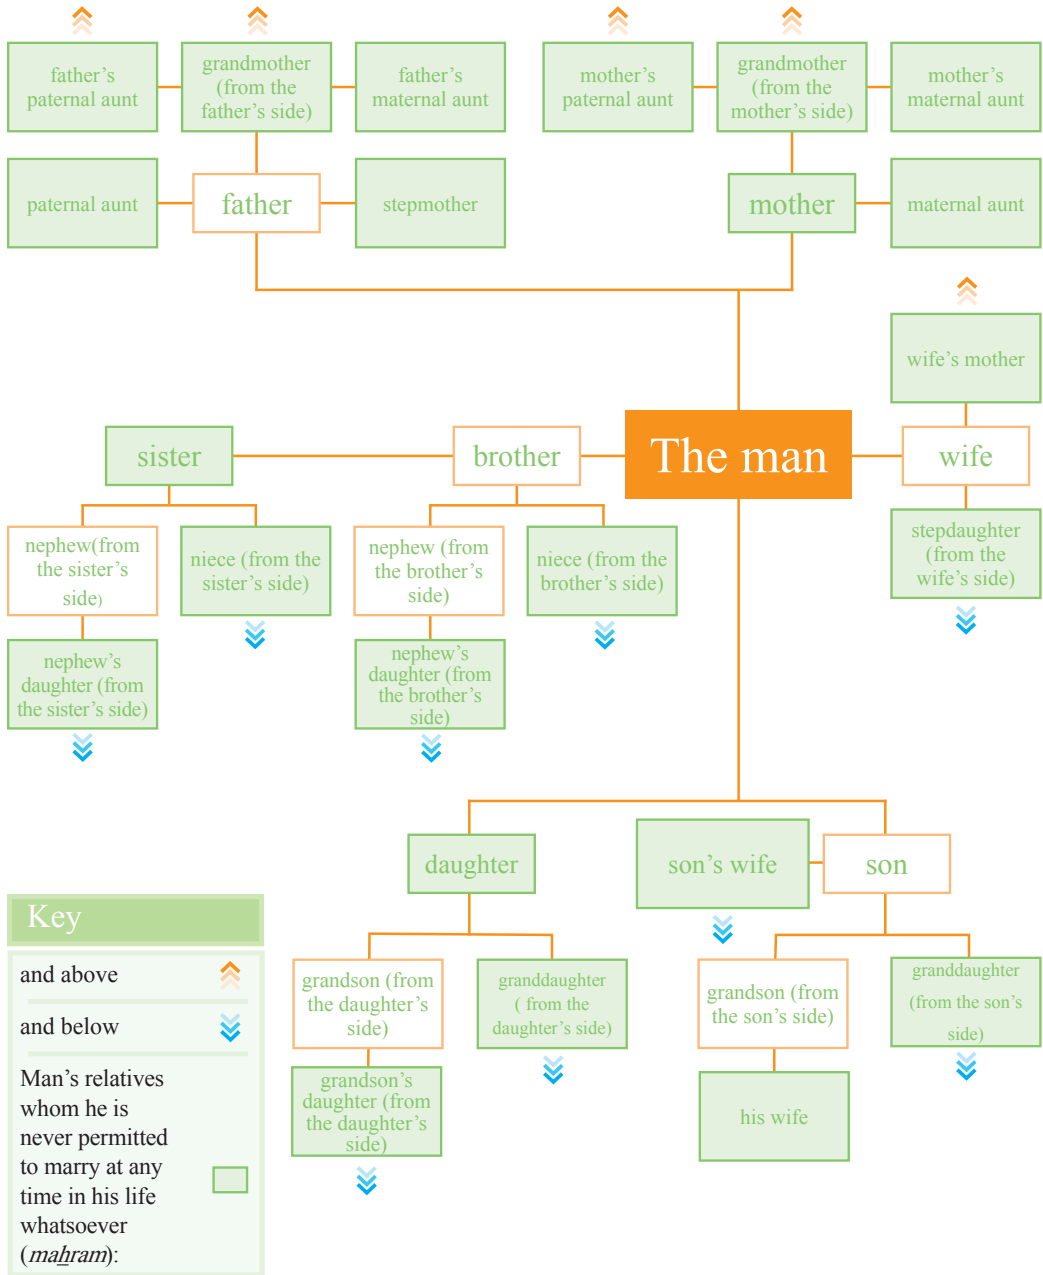 father's
paternal aunt
grandmother
(from the
father's side)
father's
maternal aunt
mother's
paternal aunt
grandmother
(from the
mother's side)
mother's
maternal aunt
paternal aunt
father
stepmother
mother
maternal aunt
wife's mother
sister
brother
The man
wife
nephew(from
the sister's
side)
niece (from the
sister's side)
nephew (from
the brother's
side)
niece (from the
brother's side)
stepdaughter
(from the
wife's side)
nephew's
daughter (from
the sister's side)
nephew's
daughter (from
the brother's
side)
daughter
son's wife
son
grandson (from
the daughter's
side)
granddaughter
( from the
daughter's side)
grandson (from
the son's side)
granddaughter
(from the son's
side)
grandson's
daughter (from
the daughter's
side)
his wife
Key
and above
and below
Man's relatives
whom he is
never permitted
to marry at any
time in his life
whatsoever
(mahram):